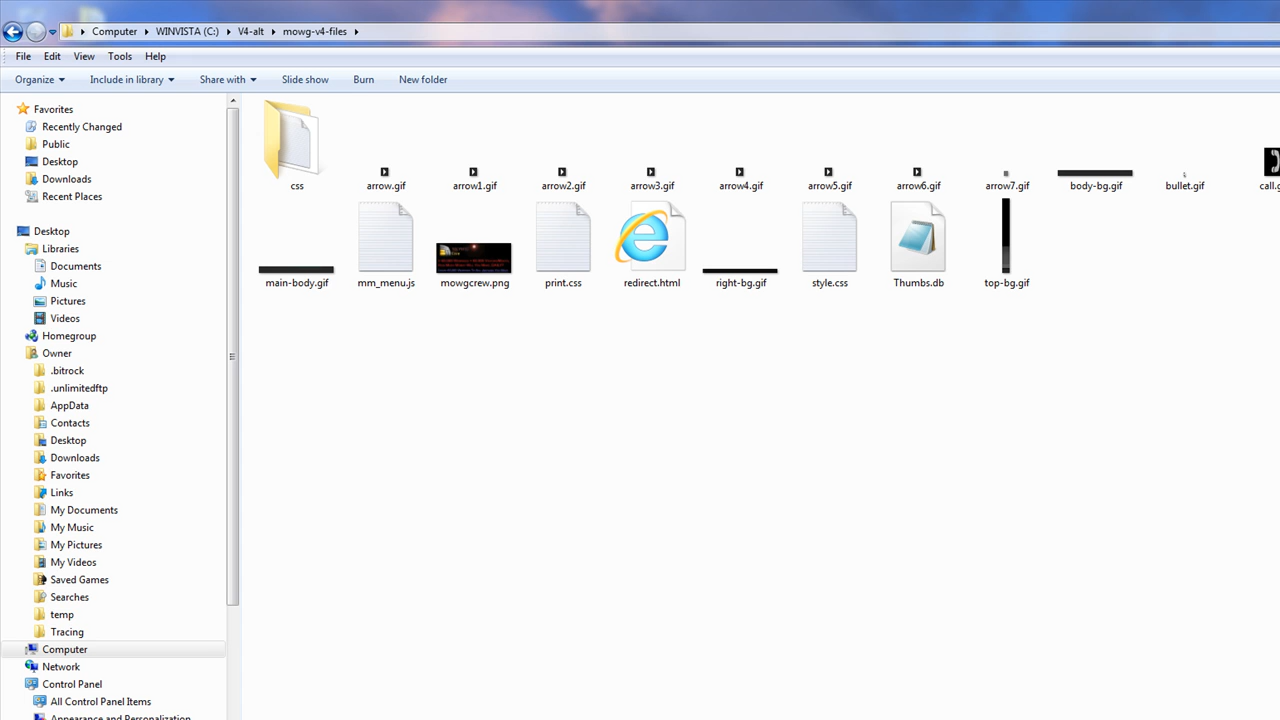 Computer WINVISTA (C:) V4-alt mowg-v4-files
File Edit View Tools Help
Organize Include in library Share with Slide show Burn New folder
Favorites
Recently Changed
Public
Desktop
Downloads
Recent Places
Desktop
Libraries
Documents
Music
Pictures
Videos
Homegroup
Owner
.bitrock
.unlimitedftp
AppData
Contacts
Desktop
Downloads
Favorites
Links
My Documents
My Music
My Pictures
My Videos
Saved Games
Searches
temp
Tracing
Computer
Network
Control Panel
All Control Panel Items
Appearance and Personalization
css arrow.gif arrow1.gif arrow2.gif arrow3.gif arrow4.gif arrow5.gif arrow6.gif arrow7.gif body-bg.gif bullet.gif call.g
main-body.gif mm_menu.js mowgcrew.png print.css redirect.html right-bg.gif style.css Thumbs.db top-bg.gif